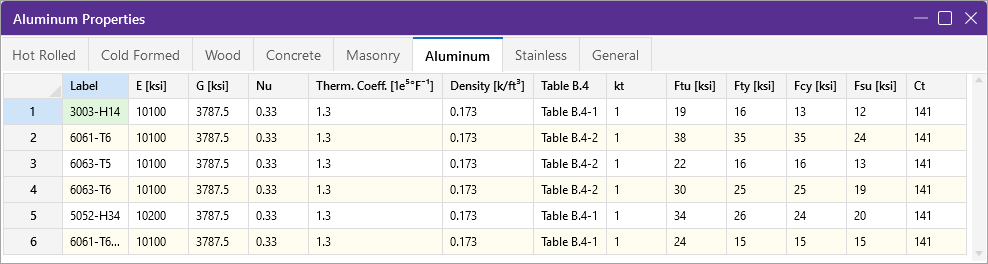 Aluminum Properties
Hot Rolled Cold Formed Wood Concrete Masonry Aluminum Stainless General
Label E [ksi] G [ksi] Nu Therm. Coeff. [1e⁵°F⁻¹] Density [k/ft³] Table B.4 kt Ftu [ksi] Fty [ksi] Fcy [ksi] Fsu [ksi] Ct
1 3003-H14 10100 3787.5 0.33 1.3 0.173 Table B.4-1 1 19 16 13 12 141
2 6061-T6 10100 3787.5 0.33 1.3 0.173 Table B.4-2 1 38 35 35 24 141
3 6063-T5 10100 3787.5 0.33 1.3 0.173 Table B.4-2 1 22 16 16 13 141
4 6063-T6 10100 3787.5 0.33 1.3 0.173 Table B.4-2 1 30 25 25 19 141
5 5052-H34 10200 3787.5 0.33 1.3 0.173 Table B.4-1 1 34 26 24 20 141
6 6061-T6... 10100 3787.5 0.33 1.3 0.173 Table B.4-1 1 24 15 15 15 141